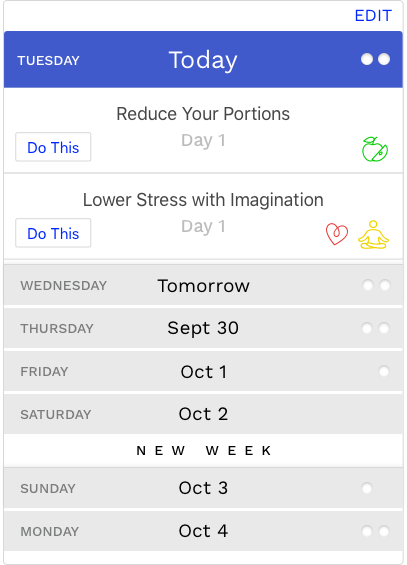 EDIT
TUESDAY Today
Reduce Your Portions
Do This Day 1
Lower Stress with Imagination
Do This Day 1
WEDNESDAY Tomorrow
THURSDAY Sept 30
FRIDAY Oct 1
SATURDAY Oct 2
NEW WEEK
SUNDAY Oct 3
MONDAY Oct 4